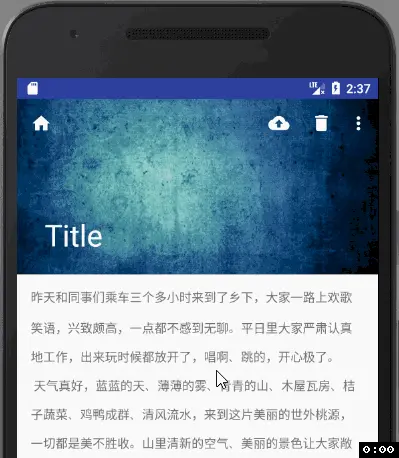 LTE 2:37
Title
昨天和同事们乘车三个多小时来到了乡下，大家一路上欢歌
笑语，兴致颇高，一点都不感到无聊。平日里大家严肃认真
地工作，出来玩时候都放开了，唱啊、跳的，开心极了。
天气真好，蓝蓝的天、薄薄的雾、青青的山、木屋瓦房、桔
子蔬菜、鸡鸭成群、清风流水，来到这片美丽的世外桃源，
一切都是美不胜收。山里清新的空气、美丽的景色让大家敞
0:00